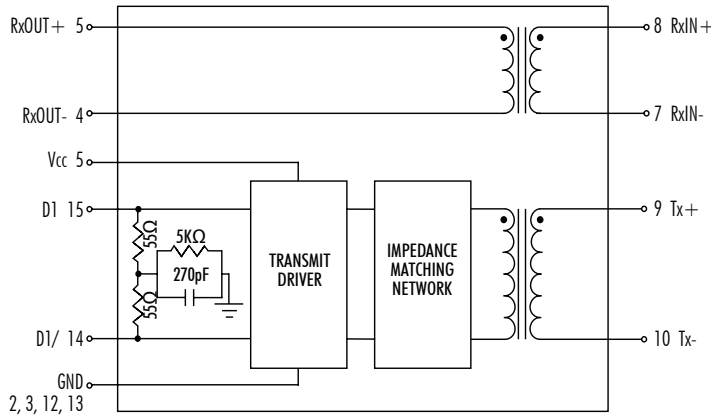 RxOUT+ 5
8 RxIN+
RxOUT- 4
7 RxIN-
Vcc 5
D1 15
9 Tx+
55Ω
5KΩ
270pF
55Ω
TRANSMIT
DRIVER
IMPEDANCE
MATCHING
NETWORK
D1/ 14
10 Tx-
GND
2, 3, 12, 13